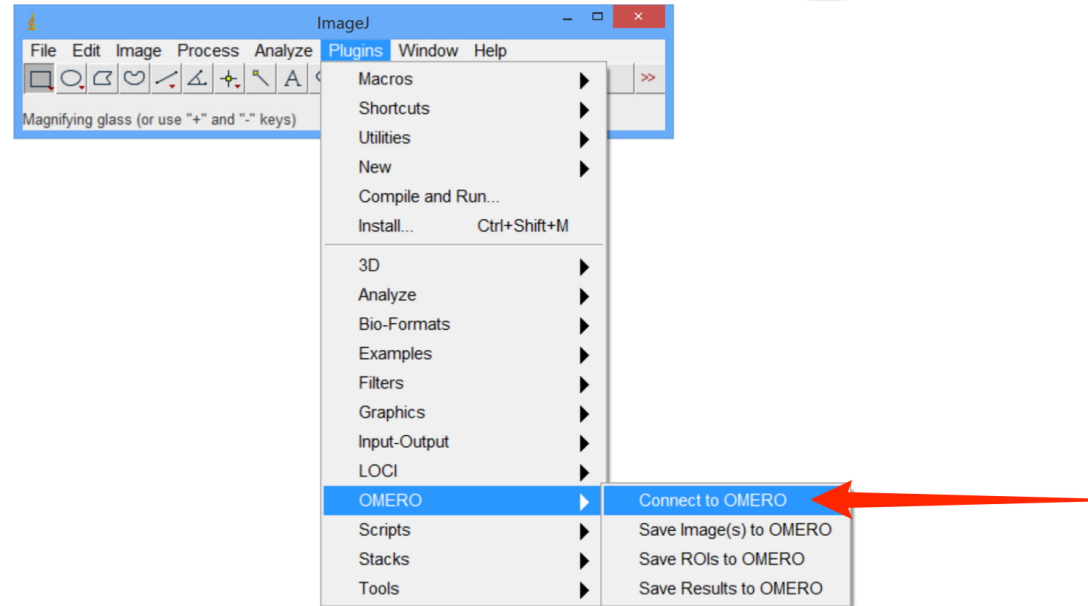 ImageJ
File Edit Image Process Analyze Plugins Window Help
A >>
Magnifying glass (or use "+" and "-" keys)
Macros
Shortcuts
Utilities
New
Compile and Run...
Install... Ctrl+Shift+M
3D
Analyze
Bio-Formats
Examples
Filters
Graphics
Input-Output
LOCI
OMERO
Connect to OMERO
Scripts
Save Image(s) to OMERO
Stacks
Save ROIs to OMERO
Tools
Save Results to OMERO